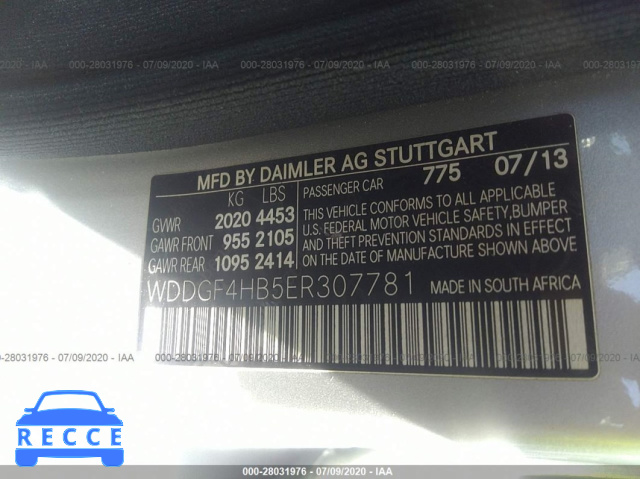 000-28031976 - 07/09/2020 - IAA 000-28031976 - 07/09/2020 - IAA 000-28031976 - 07/09/2020 - IAA
MFD BY DAIMLER AG STUTTGART
KG LBS PASSENGER CAR 775 07/13
GVWR 2020 4453
GAWR FRONT 955 2105
GAWR REAR 1095 2414
THIS VEHICLE CONFORMS TO ALL APPLICABLE
U.S. FEDERAL MOTOR VEHICLE SAFETY,BUMPER
AND THEFT PREVENTION STANDARDS IN EFFECT
ON THE DATE OF MANUFACTURE SHOWN ABOVE.
WDDGF4HB5ER307781 MADE IN SOUTH AFRICA
000-28031976 - 07/09/2020 - IAA 000-28031976 - 07/09/2020 - IAA 000-28031976 - 07/09/2020 - IAA
RECCE
000-28031976 - 07/09/2020 - IAA